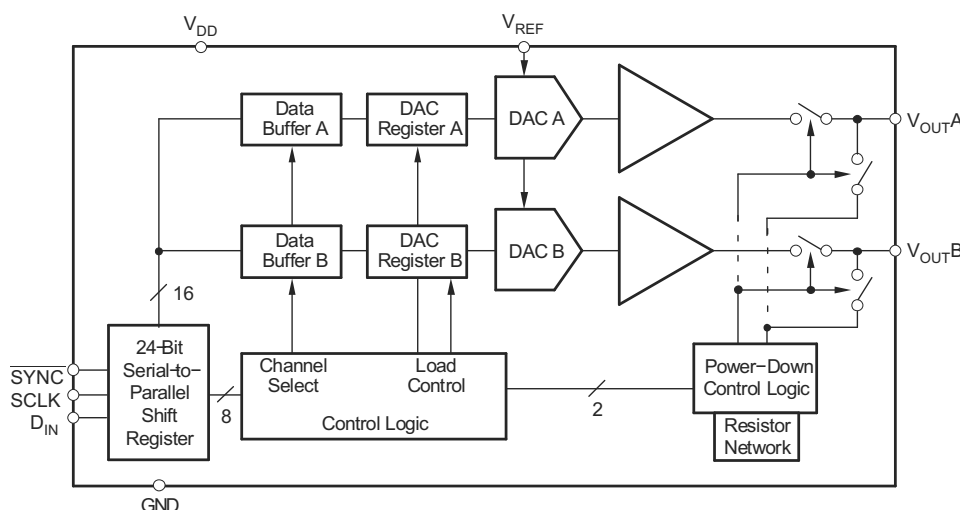 VDD
VREF
Data
Buffer A
DAC
Register A
DAC A
VOUTA
Data
Buffer B
DAC
Register B
DAC B
VOUTB
16
24-Bit
Serial-to-
Parallel
Shift
Register
SYNC
SCLK
DIN
8
Channel
Select
Load
Control
Control Logic
2
Power-Down
Control Logic
Resistor
Network
GND